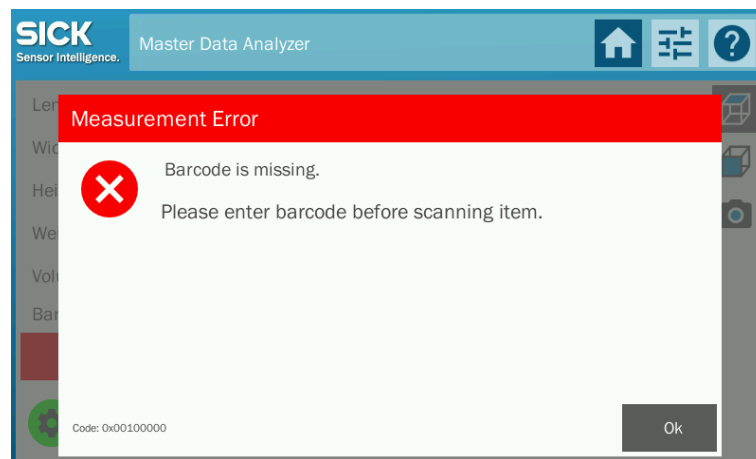 SICK
Sensor Intelligence.
Master Data Analyzer
Measurement Error
Barcode is missing.
Please enter barcode before scanning item.
Code: 0x00100000
Ok